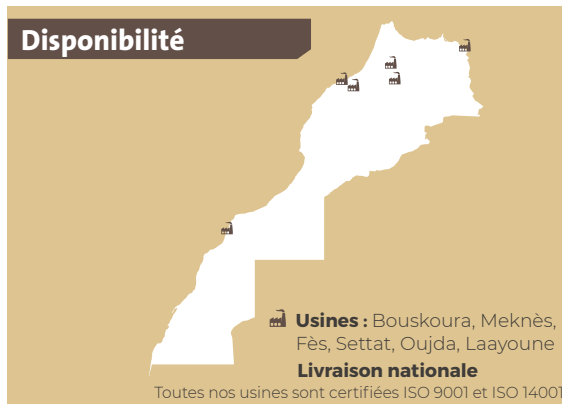 Disponibilité
Usines : Bouskoura, Meknès,
Fès, Settat, Oujda, Laayoune
Livraison nationale
Toutes nos usines sont certifiées ISO 9001 et ISO 14001